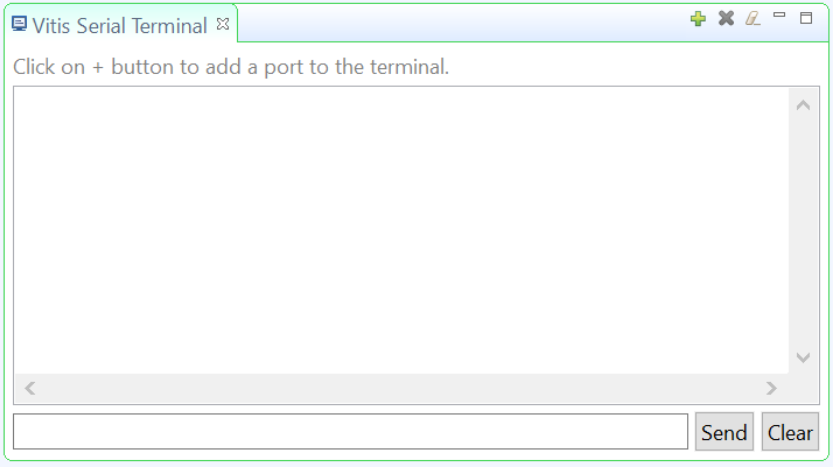 Vitis Serial Terminal
Click on + button to add a port to the terminal.
Send Clear